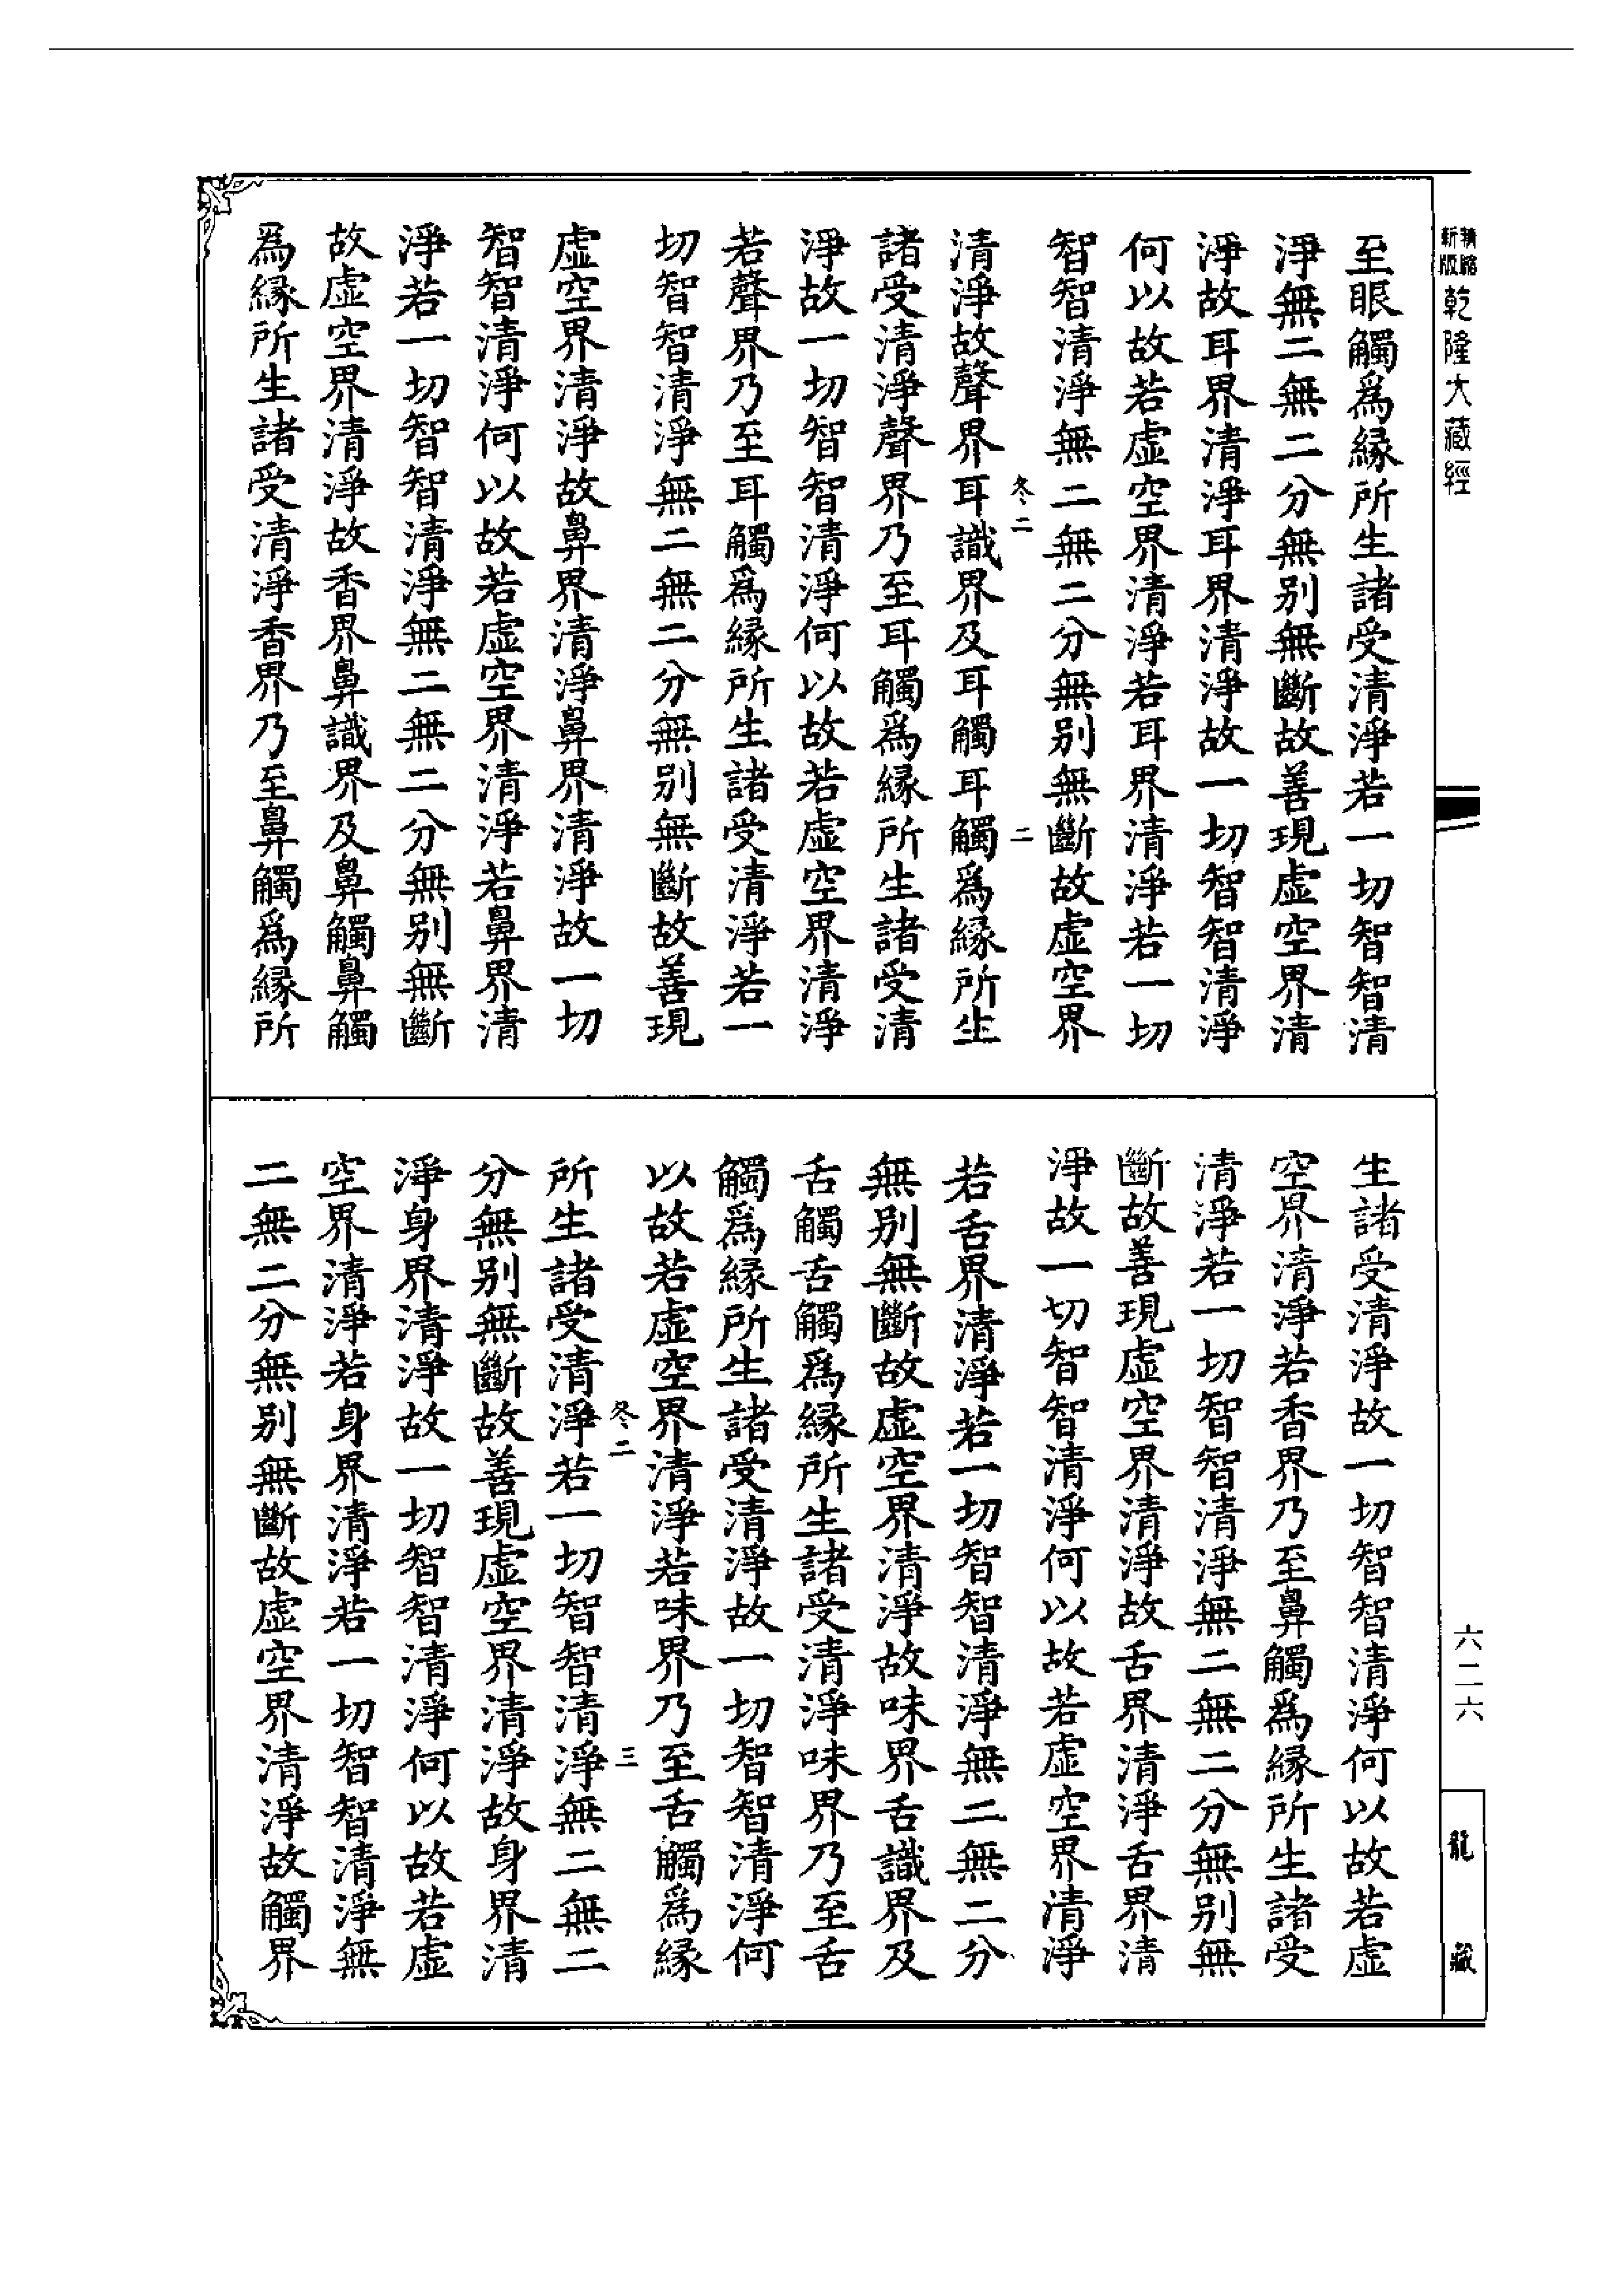 新版 精縮 乾隆大藏經
至眼觸爲緣所生諸受清淨若一切智智清
淨無二無二分無别無斷故善現虛空界清
淨故耳界清淨耳界清淨故一切智智清淨
何以故若虛空界清淨若耳界清淨若一切
智智清淨無二無二分無别無斷故虛空界
冬二 二
清淨故聲界耳識界及耳觸耳觸爲緣所生
諸受清淨聲界乃至耳觸爲緣所生諸受清
淨故一切智智清淨何以故若虛空界清淨
若聲界乃至耳觸爲緣所生諸受清淨若一
切智智清淨無二無二分無别無斷故善現
虛空界清淨故鼻界清淨鼻界清淨故一切
智智清淨何以故若虛空界清淨若鼻界清
淨若一切智智清淨無二無二分無别無斷
故虛空界清淨故香界鼻識界及鼻觸鼻觸
爲緣所生諸受清淨香界乃至鼻觸爲緣所
生諸受清淨故一切智智清淨何以故若虛
空界清淨若香界乃至鼻觸爲緣所生諸受
清淨若一切智智清淨無二無二分無别無
斷故善現虛空界清淨故舌界清淨舌界清
淨故一切智智清淨何以故若虛空界清淨
若舌界清淨若一切智智清淨無二無二分
無别無斷故虛空界清淨故味界舌識界及
舌觸舌觸爲緣所生諸受清淨味界乃至舌
觸爲緣所生諸受清淨故一切智智清淨何
以故若虛空界清淨若味界乃至舌觸爲緣
冬二 三
所生諸受清淨若一切智智清淨無二無二
分無别無斷故善現虛空界清淨故身界清
淨身界清淨故一切智智清淨何以故若虛
空界清淨若身界清淨若一切智智清淨無
二無二分無别無斷故虛空界清淨故觸界
六二六
龍藏